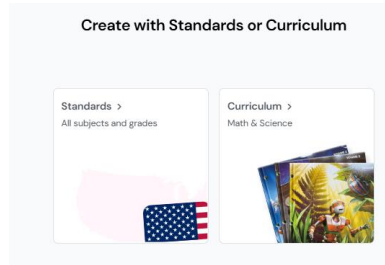 Create with Standards or Curriculum
Standards >
All subjects and grades
Curriculum >
Math & Science